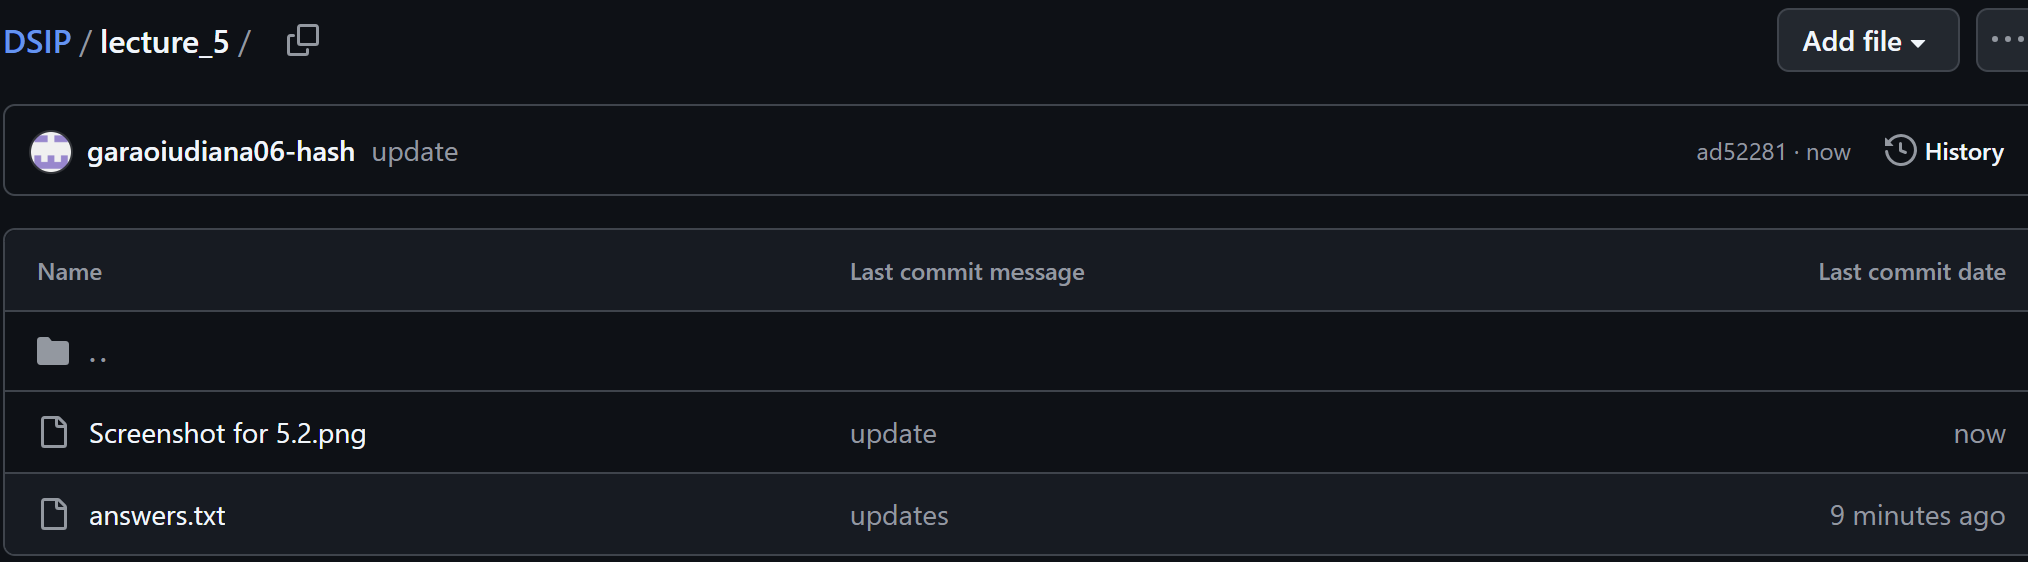 DSIP / lecture_5 /
Add file
garaoiudiana06-hash update
ad52281 · now
History
Name
Last commit message
Last commit date
..
Screenshot for 5.2.png
update
now
answers.txt
updates
9 minutes ago